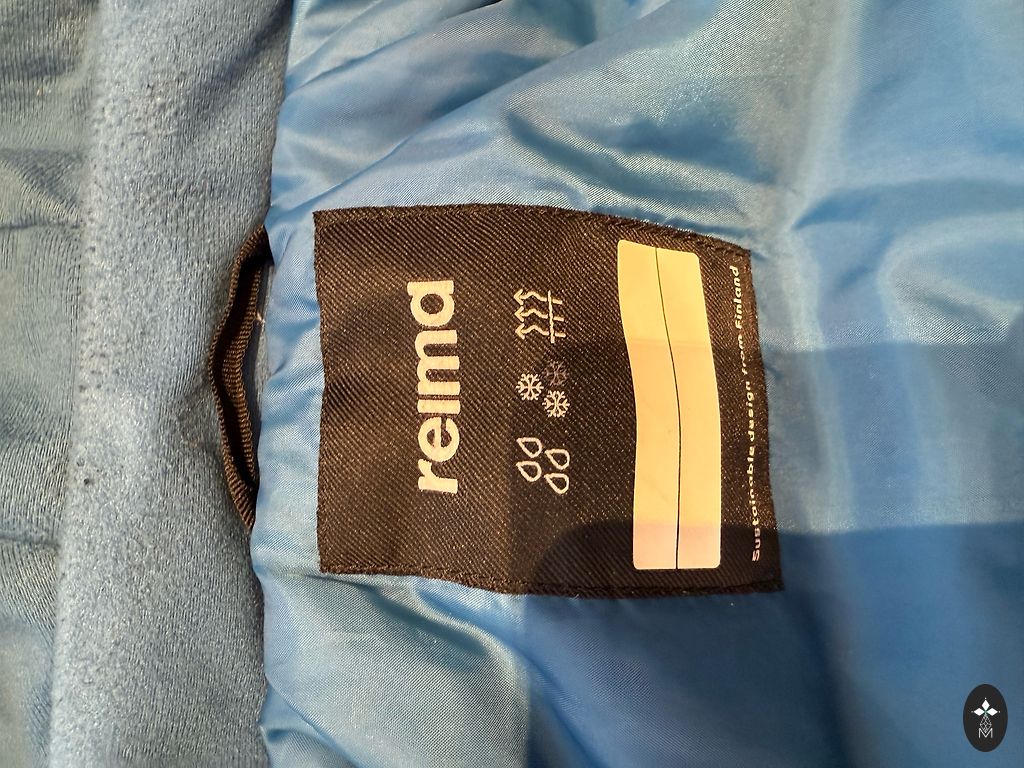 reima
Sustainable design from Finland
M